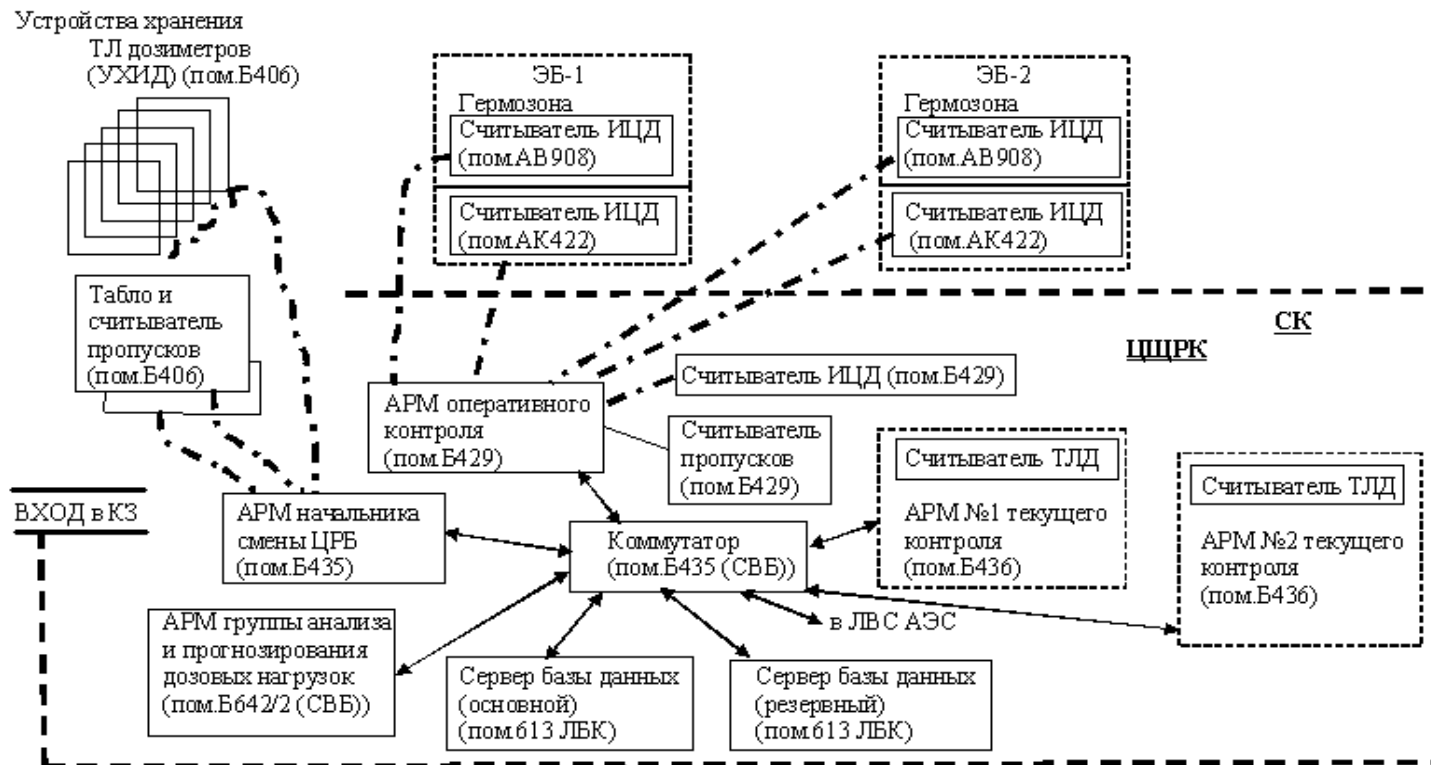 Устройства хранения
ТЛ дозиметров
(УХИД) (пом.Б406)
ЭБ-1
Гермозона
Считыватель ИЦД
(пом.АВ908)
Считыватель ИЦД
(пом.АК422)
ЭБ-2
Гермозона
Считыватель ИЦД
(пом.АВ908)
Считыватель ИЦД
(пом.АК422)
Табло и
считыватель
пропусков
(пом.Б406)
СК
ЦЩРК
Считыватель ИЦД (пом.Б429)
АРМ оперативного
контроля
(пом.Б429)
Считыватель
пропусков
(пом.Б429)
Считыватель ТЛД
АРМ №1 текущего
контроля
(пом.Б436)
Считыватель ТЛД
АРМ №2 текущего
контроля
(пом.Б436)
ВХОД в КЗ
АРМ начальника
смены ЦРБ
(пом.Б435)
Коммутатор
(пом.Б435 (СВБ))
в ЛВС АЭС
АРМ группы анализа
и прогнозирования
дозовых нагрузок
(пом.Б642/2 (СВБ))
Сервер базы данных
(основной)
(пом.613 ЛБК)
Сервер базы данных
(резервный)
(пом.613 ЛБК)